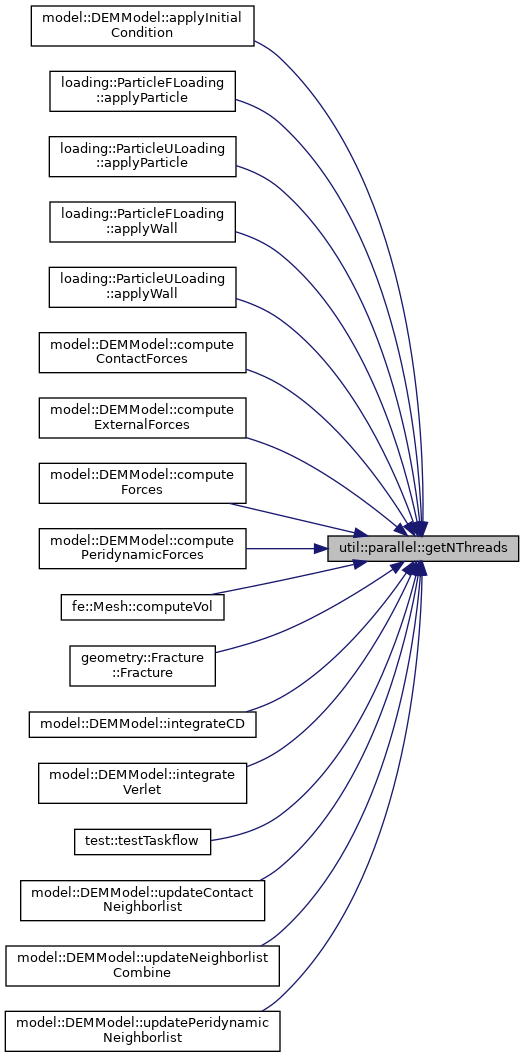 model::DEMModel::applyInitial
Condition
loading::ParticleFLoading
::applyParticle
loading::ParticleULoading
::applyParticle
loading::ParticleFLoading
::applyWall
loading::ParticleULoading
::applyWall
model::DEMModel::compute
ContactForces
model::DEMModel::compute
ExternalForces
model::DEMModel::compute
Forces
model::DEMModel::compute
PeridynamicForces
util::parallel::getNThreads
fe::Mesh::computeVol
geometry::Fracture
::Fracture
model::DEMModel::integrateCD
model::DEMModel::integrate
Verlet
test::testTaskflow
model::DEMModel::updateContact
Neighborlist
model::DEMModel::updateNeighborlist
Combine
model::DEMModel::updatePeridynamic
Neighborlist